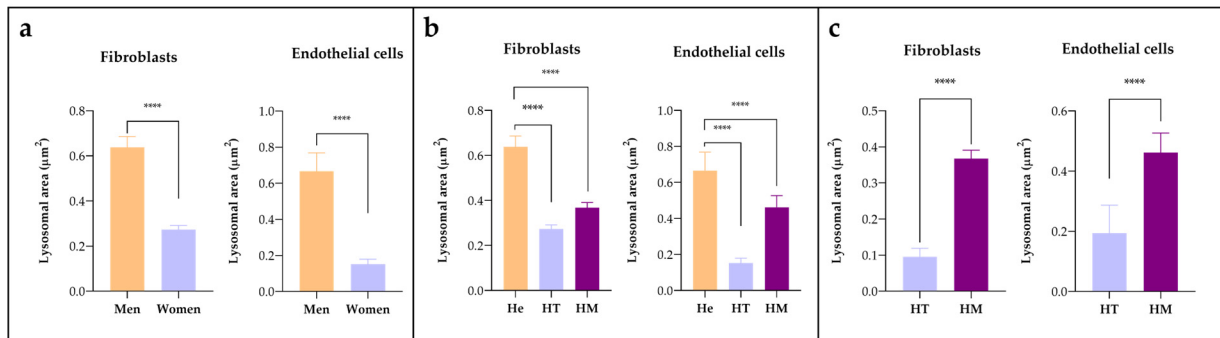 a
Fibroblasts
Lysosomal area (μm²)
0.8
0.6
0.4
0.2
0.0
****
Men Women
Endothelial cells
Lysosomal area (μm²)
1.0
0.8
0.6
0.4
0.2
0.0
****
Men Women
b
Fibroblasts
Lysosomal area (μm²)
0.8
0.6
0.4
0.2
0.0
****
****
He HT HM
Endothelial cells
Lysosomal area (μm²)
1.0
0.8
0.6
0.4
0.2
0.0
****
****
He HT HM
c
Fibroblasts
Lysosomal area (μm²)
0.5
0.4
0.3
0.2
0.1
0.0
****
HT HM
Endothelial cells
Lysosomal area (μm²)
0.6
0.4
0.2
0.0
****
HT HM